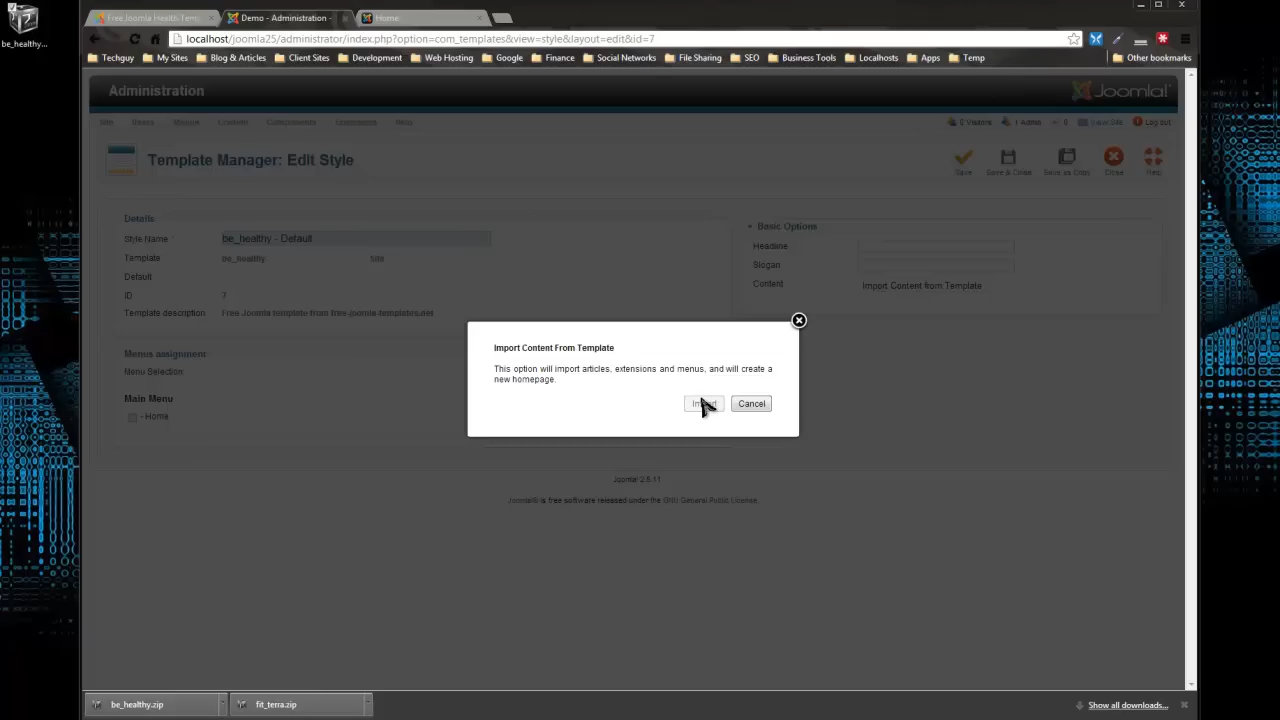 be_healthy...
Free Joomla Health Temp
Demo - Administration -
Home
localhost/joomla25/administrator/index.php?option=com_templates&view=style&layout=edit&id=7
Techguy My Sites Blog & Articles Client Sites Development Web Hosting Google Finance Social Networks File Sharing SEO Business Tools Localhosts Apps Temp Other bookmarks
Administration
Joomla!
Site Menus Content Components Extensions Help
0 Visitors 1 Admin 0 View Site Log out
Template Manager: Edit Style
Save Save & Close Save as Copy Close Help
Details
Style Name be_healthy - Default
Template be_healthy Site
Default
ID 7
Template description Free Joomla template from free-joomla-templates.net
Menus assignment
Menu Selection
Main Menu
- Home
Basic Options
Headline
Slogan
Content Import Content from Template
Import Content From Template
This option will import articles, extensions and menus, and will create a
new homepage.
Import Cancel
Joomla! 2.5.11
Joomla!® is free software released under the GNU General Public License.
be_healthy.zip fit_terra.zip Show all downloads...